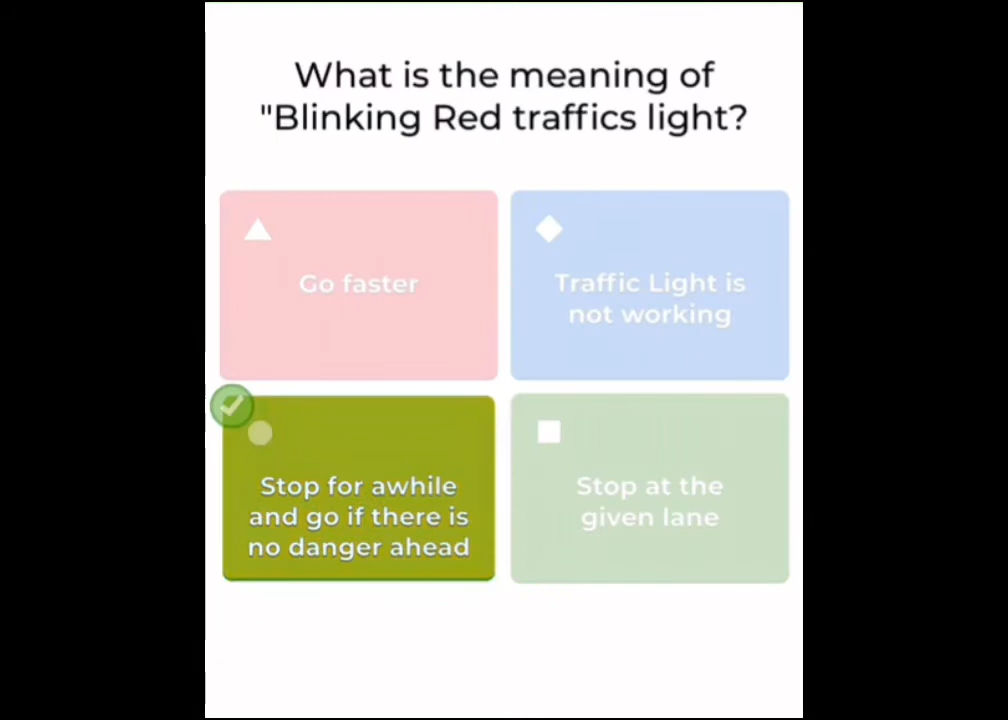 What is the meaning of
"Blinking Red traffics light?
Go faster
Traffic Light is
not working
Stop for awhile
and go if there is
no danger ahead
Stop at the
given lane